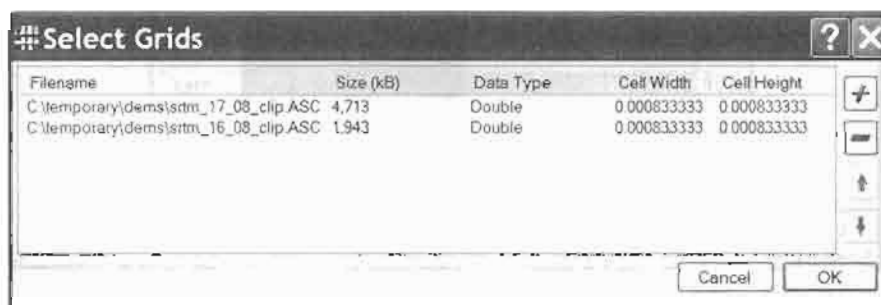 Select Grids
Filename Size (kB) Data Type Cell Width Cell Height
C:\temporary\dems\srtm_17_08_clip.ASC 4,713 Double 0.000833333 0.000833333
C:\temporary\dems\srtm_16_08_clip.ASC 1,943 Double 0.000833333 0.000833333
Cancel OK